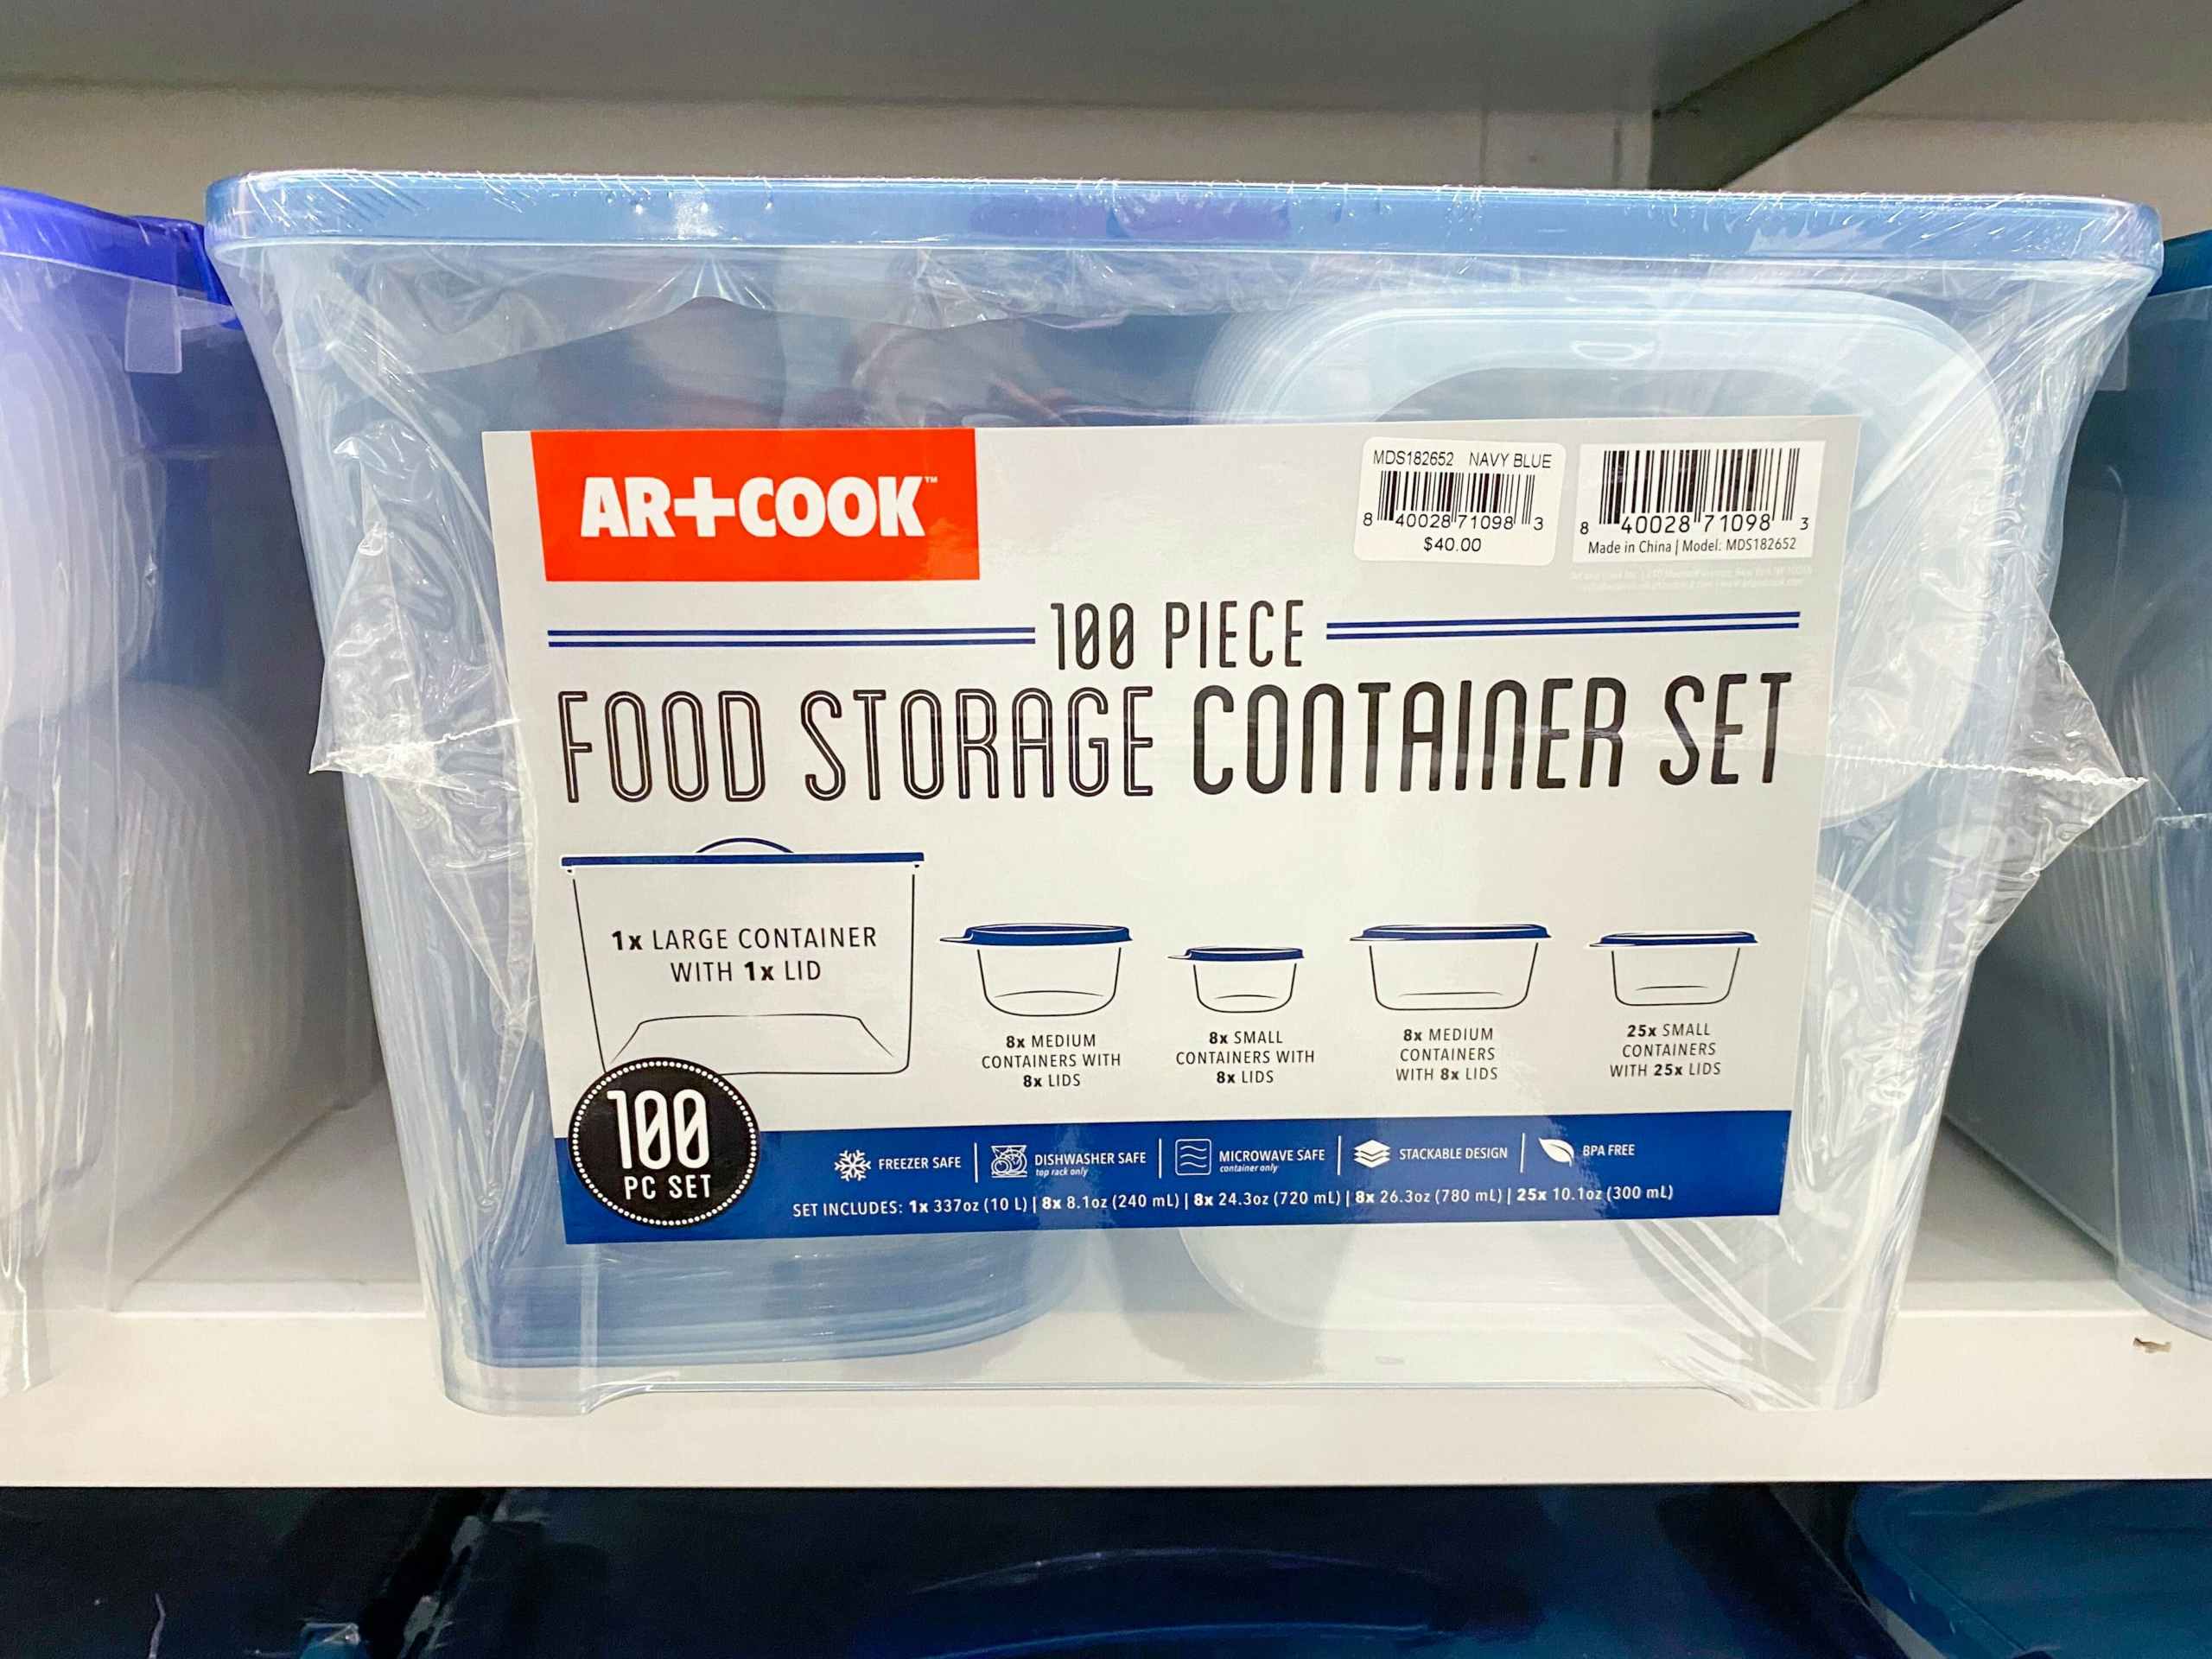 AR+COOK™
MDS182652 NAVY BLUE
8 40028 71098 3
$40.00
8 40028 71098 3
Made in China | Model: MDS182652
100 PIECE
FOOD STORAGE CONTAINER SET
1x LARGE CONTAINER
WITH 1x LID
8x MEDIUM
CONTAINERS WITH
8x LIDS
8x SMALL
CONTAINERS WITH
8x LIDS
8x MEDIUM
CONTAINERS
WITH 8x LIDS
25x SMALL
CONTAINERS
WITH 25x LIDS
100
PC SET
FREEZER SAFE
DISHWASHER SAFE
top rack only
MICROWAVE SAFE
container only
STACKABLE DESIGN
BPA FREE
SET INCLUDES: 1x 337oz (10 L) | 8x 8.1oz (240 mL) | 8x 24.3oz (720 mL) | 8x 26.3oz (780 mL) | 25x 10.1oz (300 mL)